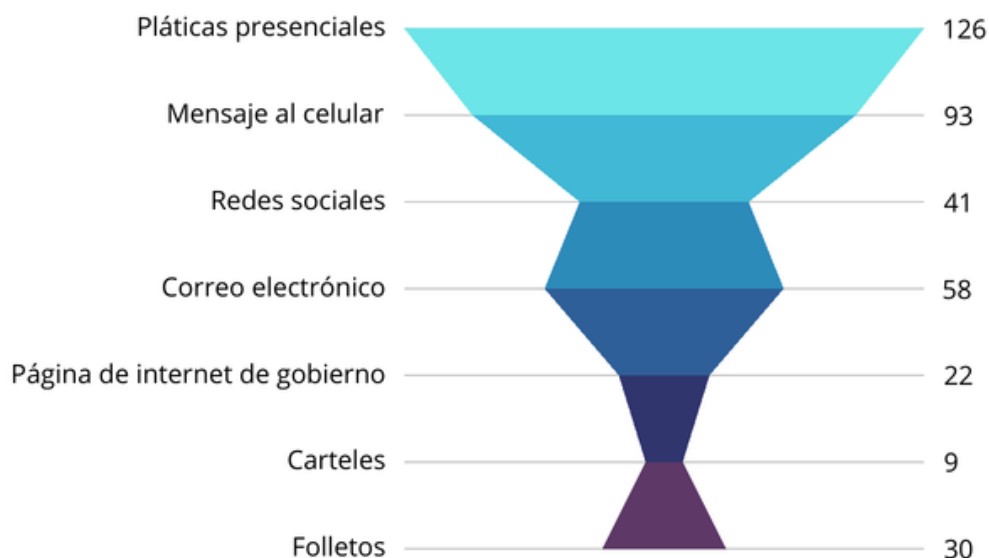 Pláticas presenciales 126
Mensaje al celular 93
Redes sociales 41
Correo electrónico 58
Página de internet de gobierno 22
Carteles 9
Folletos 30